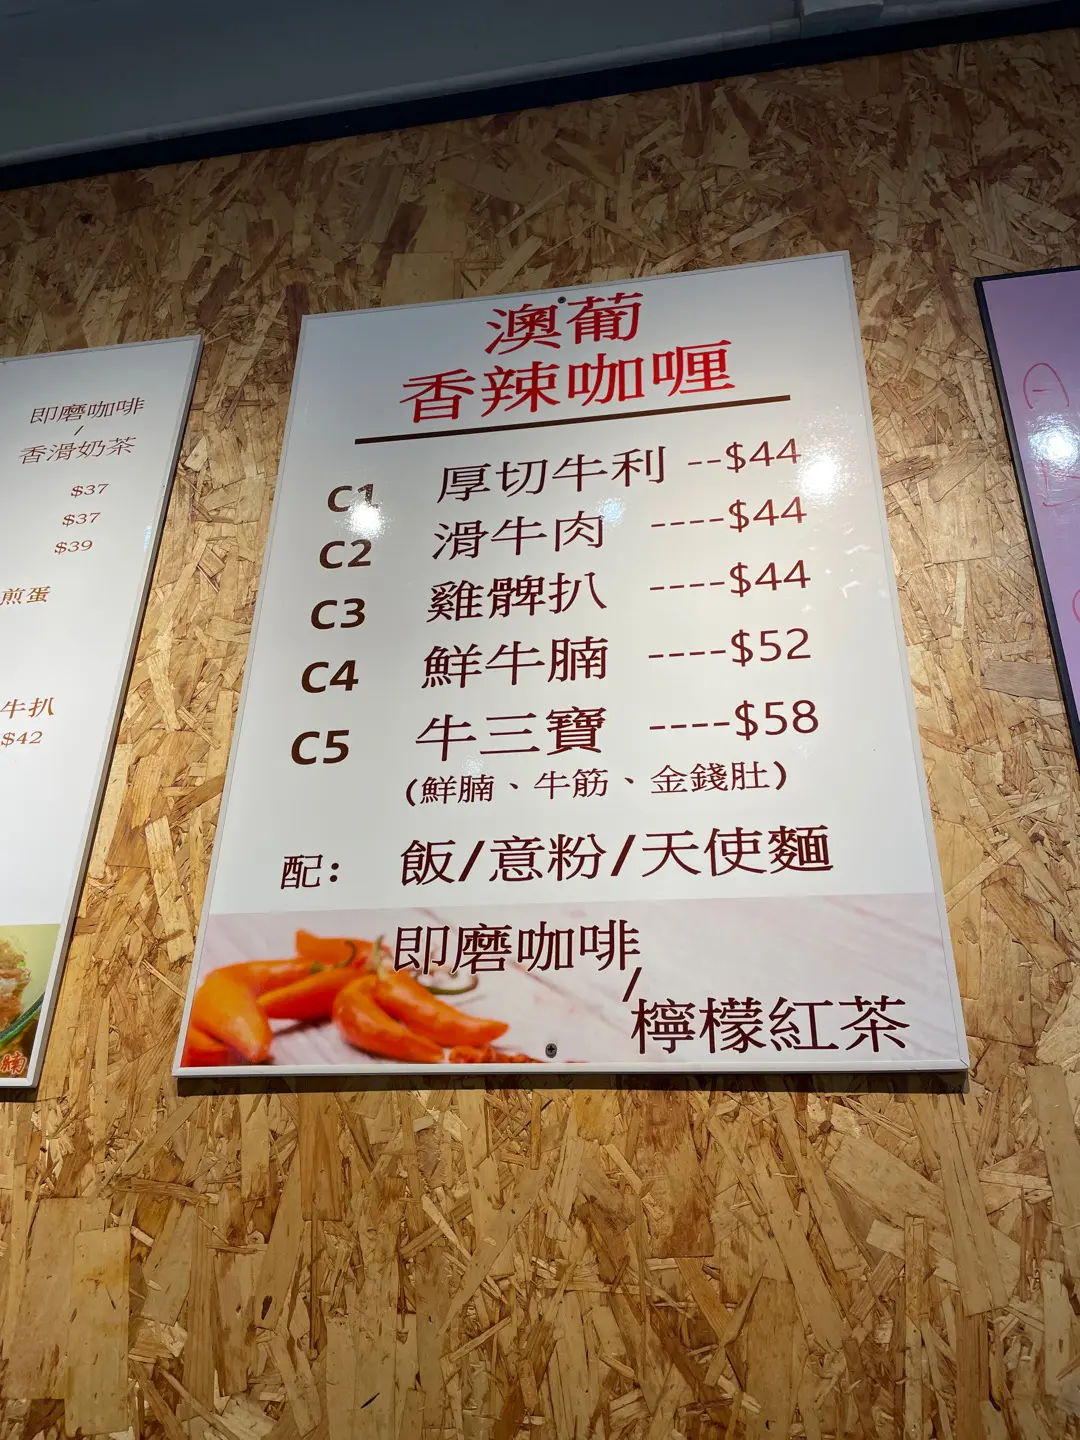 即磨咖啡
/
香滑奶茶
$37
$37
$39
煎蛋
牛扒
$42
腩
澳葡
香辣咖喱
C1 厚切牛利 --$44
C2 滑牛肉 ----$44
C3 雞髀扒 ----$44
C4 鮮牛腩 ----$52
C5 牛三寶 ----$58
(鮮腩、牛筋、金錢肚)
配: 飯/意粉/天使麵
即磨咖啡/
檸檬紅茶
A